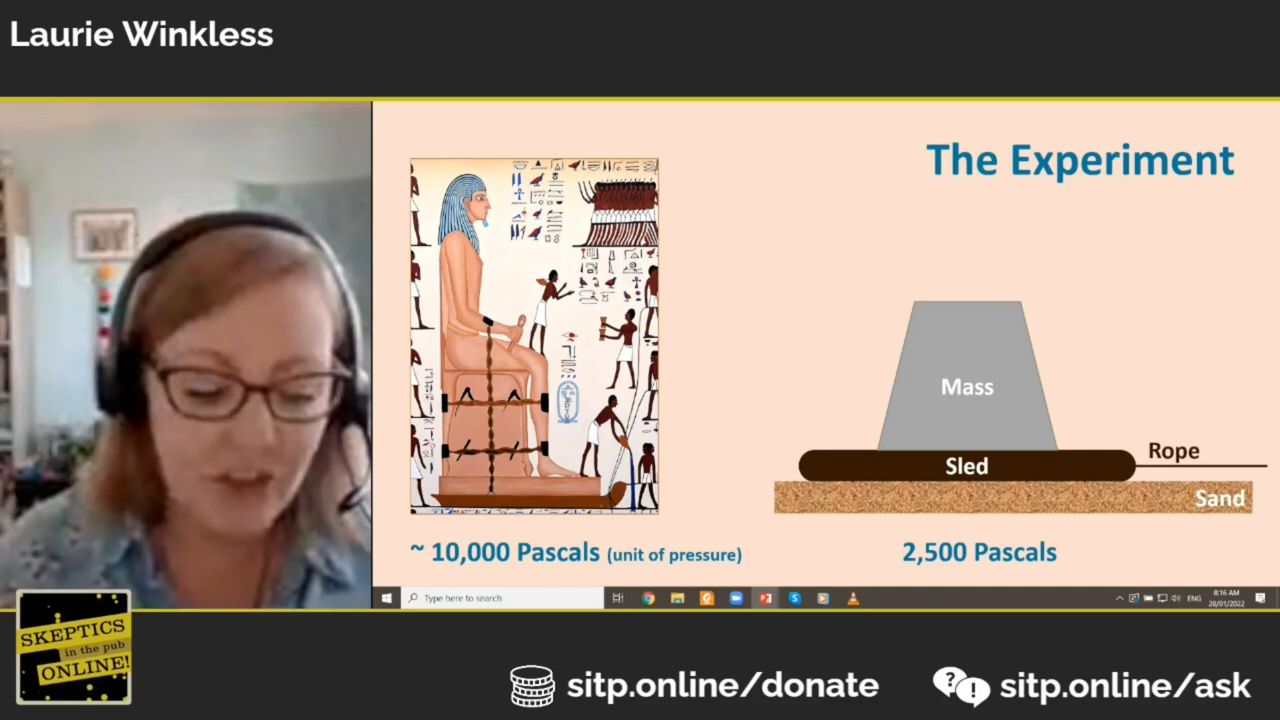 Laurie Winkless
The Experiment
Mass
Sled
Rope
Sand
~ 10,000 Pascals (unit of pressure)
2,500 Pascals
Type here to search
ENG
8:16 AM
28/01/2022
SKEPTICS
in the pub
ONLINE!
sitp.online/donate
sitp.online/ask